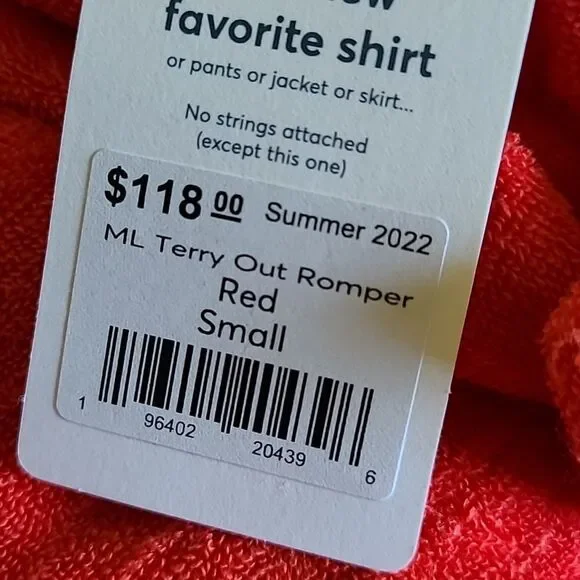 favorite shirt
or pants or jacket or skirt...
No strings attached
(except this one)
$118.00 Summer 2022
ML Terry Out Romper
Red
Small
1 96402 20439 6